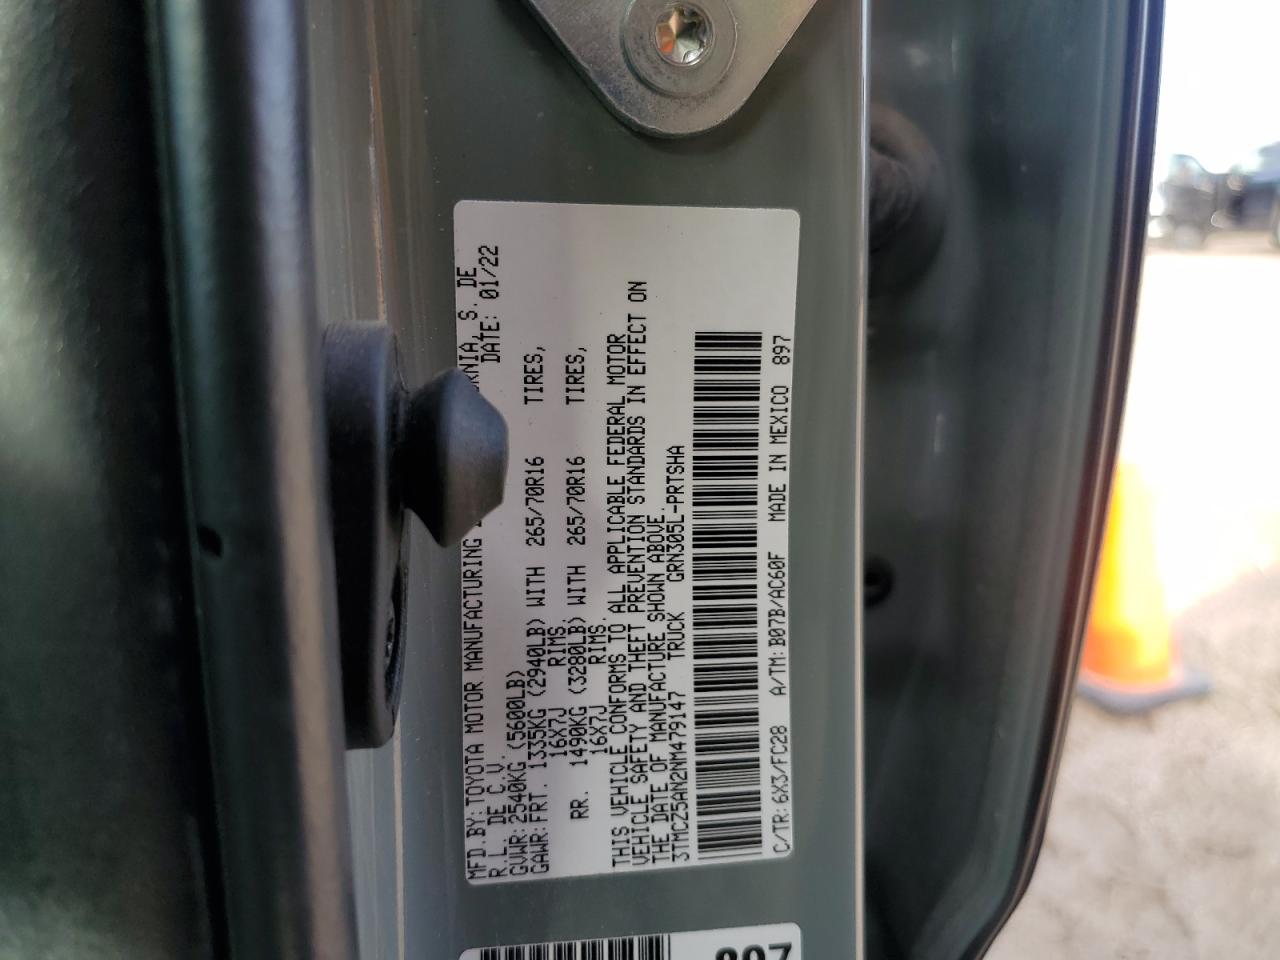 MFD.BY: TOYOTA MOTOR MANUFACTURING RNIA, S. DE
R.L. DE C.V. DATE: 01/22
GVWR: 2540KG (5600LB)
GAWR: FRT. 1335KG (2940LB) WITH 265/70R16 TIRES,
16X7J RIMS.
RR. 1490KG (3280LB) WITH 265/70R16 TIRES,
16X7J RIMS.
THIS VEHICLE CONFORMS TO ALL APPLICABLE FEDERAL MOTOR
VEHICLE SAFETY AND THEFT PREVENTION STANDARDS IN EFFECT ON
THE DATE OF MANUFACTURE SHOWN ABOVE.
3TMCZ5AN2NM479147 TRUCK GRN305L-PRTSHA
C/TR: 6X3/FC28 A/TM: B07B/AC60F MADE IN MEXICO 897